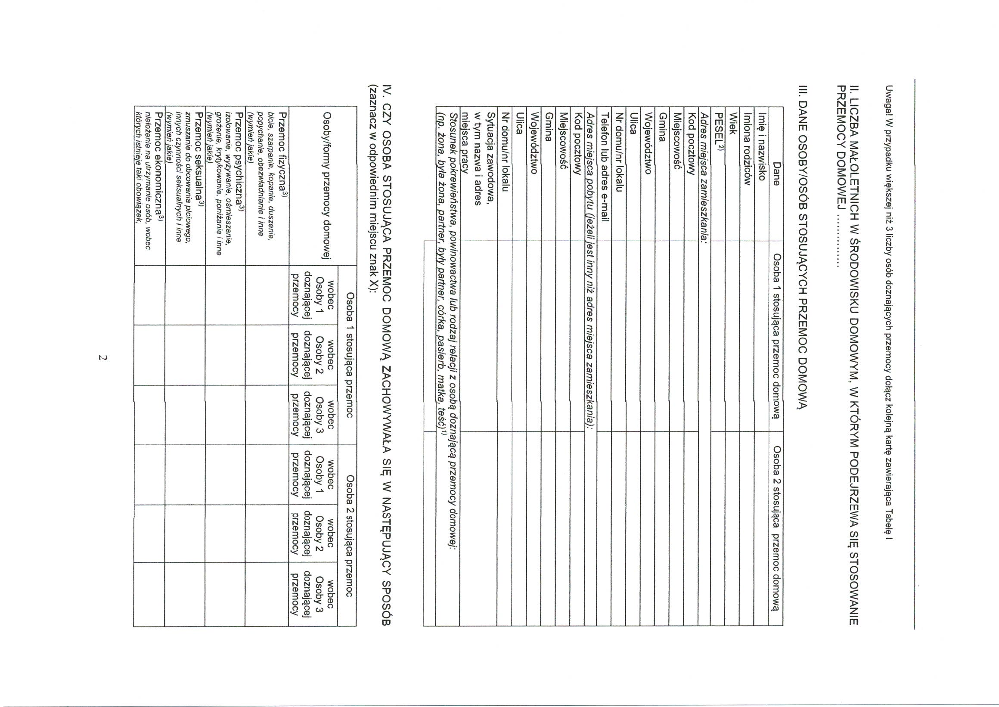 Uwaga! W przypadku większej niż 3 liczby osób doznających przemocy dołącz kolejną kartę zawierająca Tabelę I
II. LICZBA MAŁOLETNICH W ŚRODOWISKU DOMOWYM, W KTÓRYM PODEJRZEWA SIĘ STOSOWANIE
PRZEMOCY DOMOWEJ ............
III. DANE OSOBY/OSÓB STOSUJĄCYCH PRZEMOC DOMOWĄ
Dane Osoba 1 stosująca przemoc domową Osoba 2 stosująca przemoc domową
Imię i nazwisko
Imiona rodziców
Wiek
PESEL2)
Adres miejsca zamieszkania:
Kod pocztowy
Miejscowość
Gmina
Województwo
Ulica
Nr domu/nr lokalu
Telefon lub adres e-mail
Adres miejsca pobytu (jeżeli jest inny niż adres miejsca zamieszkania):
Kod pocztowy
Miejscowość
Gmina
Województwo
Ulica
Nr domu/nr lokalu
Sytuacja zawodowa,
w tym nazwa i adres
miejsca pracy
Stosunek pokrewieństwa, powinowactwa lub rodzaj relacji z osobą doznającą przemocy domowej:
(np. żona, była żona, partner, były partner, córka, pasierb, matka, teść)1)
IV. CZY OSOBA STOSUJĄCA PRZEMOC DOMOWĄ ZACHOWYWAŁA SIĘ W NASTĘPUJĄCY SPOSÓB
(zaznacz w odpowiednim miejscu znak X):
Osoba 1 stosująca przemoc Osoba 2 stosująca przemoc
Osoby/formy przemocy domowej
wobec wobec wobec wobec wobec wobec
Osoby 1 Osoby 2 Osoby 3 Osoby 1 Osoby 2 Osoby 3
doznającej doznającej doznającej doznającej doznającej doznającej
przemocy przemocy przemocy przemocy przemocy przemocy
Przemoc fizyczna3)
bicie, szarpanie, kopanie, duszenie,
popychanie, obezwładnianie i inne
(wymień jakie)
Przemoc psychiczna3)
izolowanie, wyzywanie, ośmieszanie,
grożenie, krytykowanie, poniżanie i inne
(wymień jakie)
Przemoc seksualna3)
zmuszanie do obcowania płciowego,
innych czynności seksualnych i inne
(wymień jakie)
Przemoc ekonomiczna3)
niełożenie na utrzymanie osób, wobec
których istnieje taki obowiązek,
2